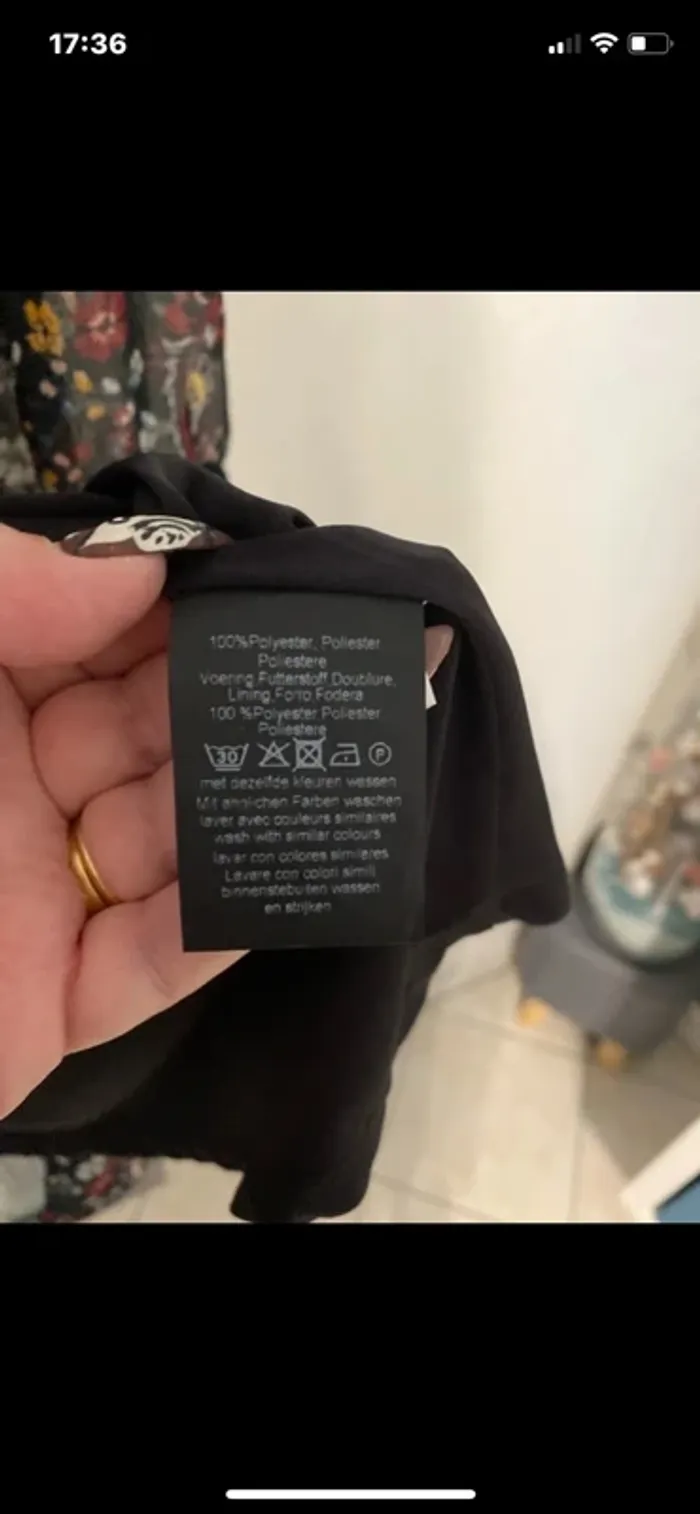 17:36
100%Polyester, Poliester
Poliestere
Voering,Futterstoff,Doublure,
Lining,Forro,Fodera
100 %Polyester,Poliester
Poliestere
30
P
met dezelfde kleuren wassen
Mit ähnlichen Farben waschen
laver avec couleurs similaires
wash with similar colours
lavar con colores similares
Lavare con colori simili
binnenstebuiten wassen
en strijken